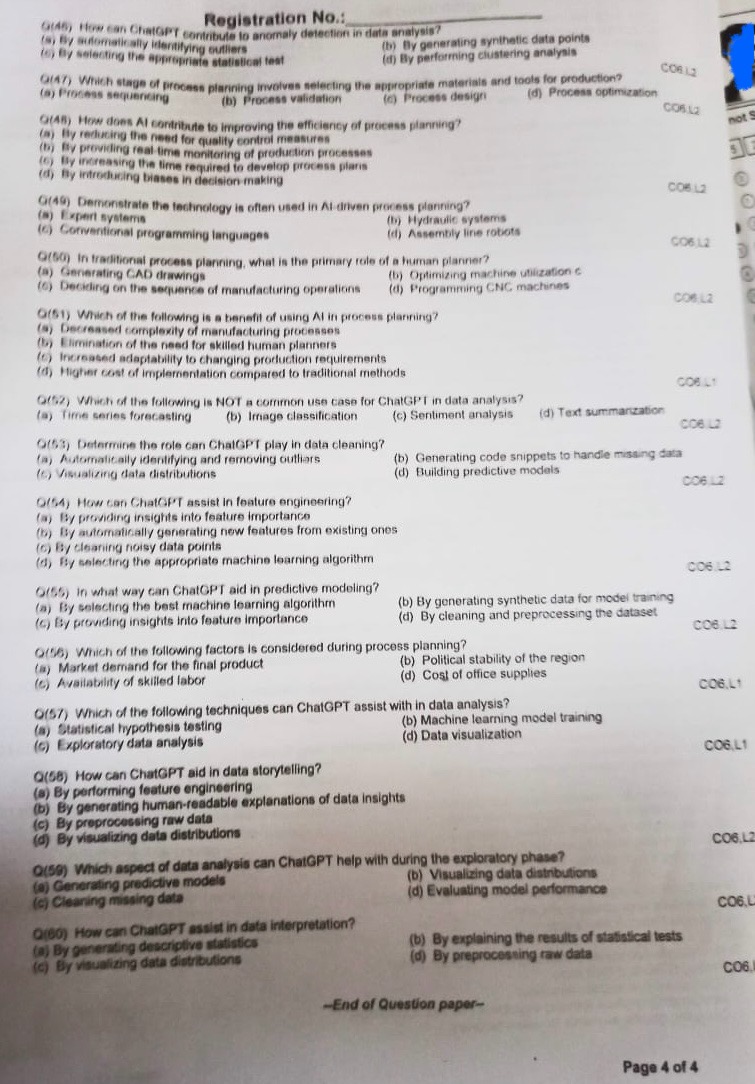 Registration No.:
Q(46) How can ChatGPT contribute to anomaly detection in data analysis?
(a) By automatically identifying outliers (b) By generating synthetic data points
(c) By selecting the appropriate statistical test (d) By performing clustering analysis
CO6,L2
Q(47) Which stage of process planning involves selecting the appropriate materials and tools for production?
(a) Process sequencing (b) Process validation (c) Process design (d) Process optimization
CO6,L2
Q(48) How does AI contribute to improving the efficiency of process planning?
(a) By reducing the need for quality control measures
(b) By providing real-time monitoring of production processes
(c) By increasing the time required to develop process plans
(d) By introducing biases in decision-making
CO6,L2
Q(49) Demonstrate the technology is often used in AI-driven process planning?
(a) Expert systems (b) Hydraulic systems
(c) Conventional programming languages (d) Assembly line robots
CO6,L2
Q(50) In traditional process planning, what is the primary role of a human planner?
(a) Generating CAD drawings (b) Optimizing machine utilization c
(c) Deciding on the sequence of manufacturing operations (d) Programming CNC machines
CO6,L2
Q(51) Which of the following is a benefit of using AI in process planning?
(a) Decreased complexity of manufacturing processes
(b) Elimination of the need for skilled human planners
(c) Increased adaptability to changing production requirements
(d) Higher cost of implementation compared to traditional methods
CO6,L1
Q(52) Which of the following is NOT a common use case for ChatGPT in data analysis?
(a) Time series forecasting (b) Image classification (c) Sentiment analysis (d) Text summarization
CO6,L2
Q(53) Determine the role can ChatGPT play in data cleaning?
(a) Automatically identifying and removing outliers (b) Generating code snippets to handle missing data
(c) Visualizing data distributions (d) Building predictive models
CO6,L2
Q(54) How can ChatGPT assist in feature engineering?
(a) By providing insights into feature importance
(b) By automatically generating new features from existing ones
(c) By cleaning noisy data points
(d) By selecting the appropriate machine learning algorithm
CO6,L2
Q(55) In what way can ChatGPT aid in predictive modeling?
(a) By selecting the best machine learning algorithm (b) By generating synthetic data for model training
(c) By providing insights into feature importance (d) By cleaning and preprocessing the dataset
CO6,L2
Q(56) Which of the following factors is considered during process planning?
(a) Market demand for the final product (b) Political stability of the region
(c) Availability of skilled labor (d) Cost of office supplies
CO6,L1
Q(57) Which of the following techniques can ChatGPT assist with in data analysis?
(a) Statistical hypothesis testing (b) Machine learning model training
(c) Exploratory data analysis (d) Data visualization
CO6,L1
Q(58) How can ChatGPT aid in data storytelling?
(a) By performing feature engineering
(b) By generating human-readable explanations of data insights
(c) By preprocessing raw data
(d) By visualizing data distributions
CO6,L2
Q(59) Which aspect of data analysis can ChatGPT help with during the exploratory phase?
(a) Generating predictive models (b) Visualizing data distributions
(c) Cleaning missing data (d) Evaluating model performance
CO6,L
Q(60) How can ChatGPT assist in data interpretation?
(a) By generating descriptive statistics (b) By explaining the results of statistical tests
(c) By visualizing data distributions (d) By preprocessing raw data
CO6,
--End of Question paper--
Page 4 of 4
not